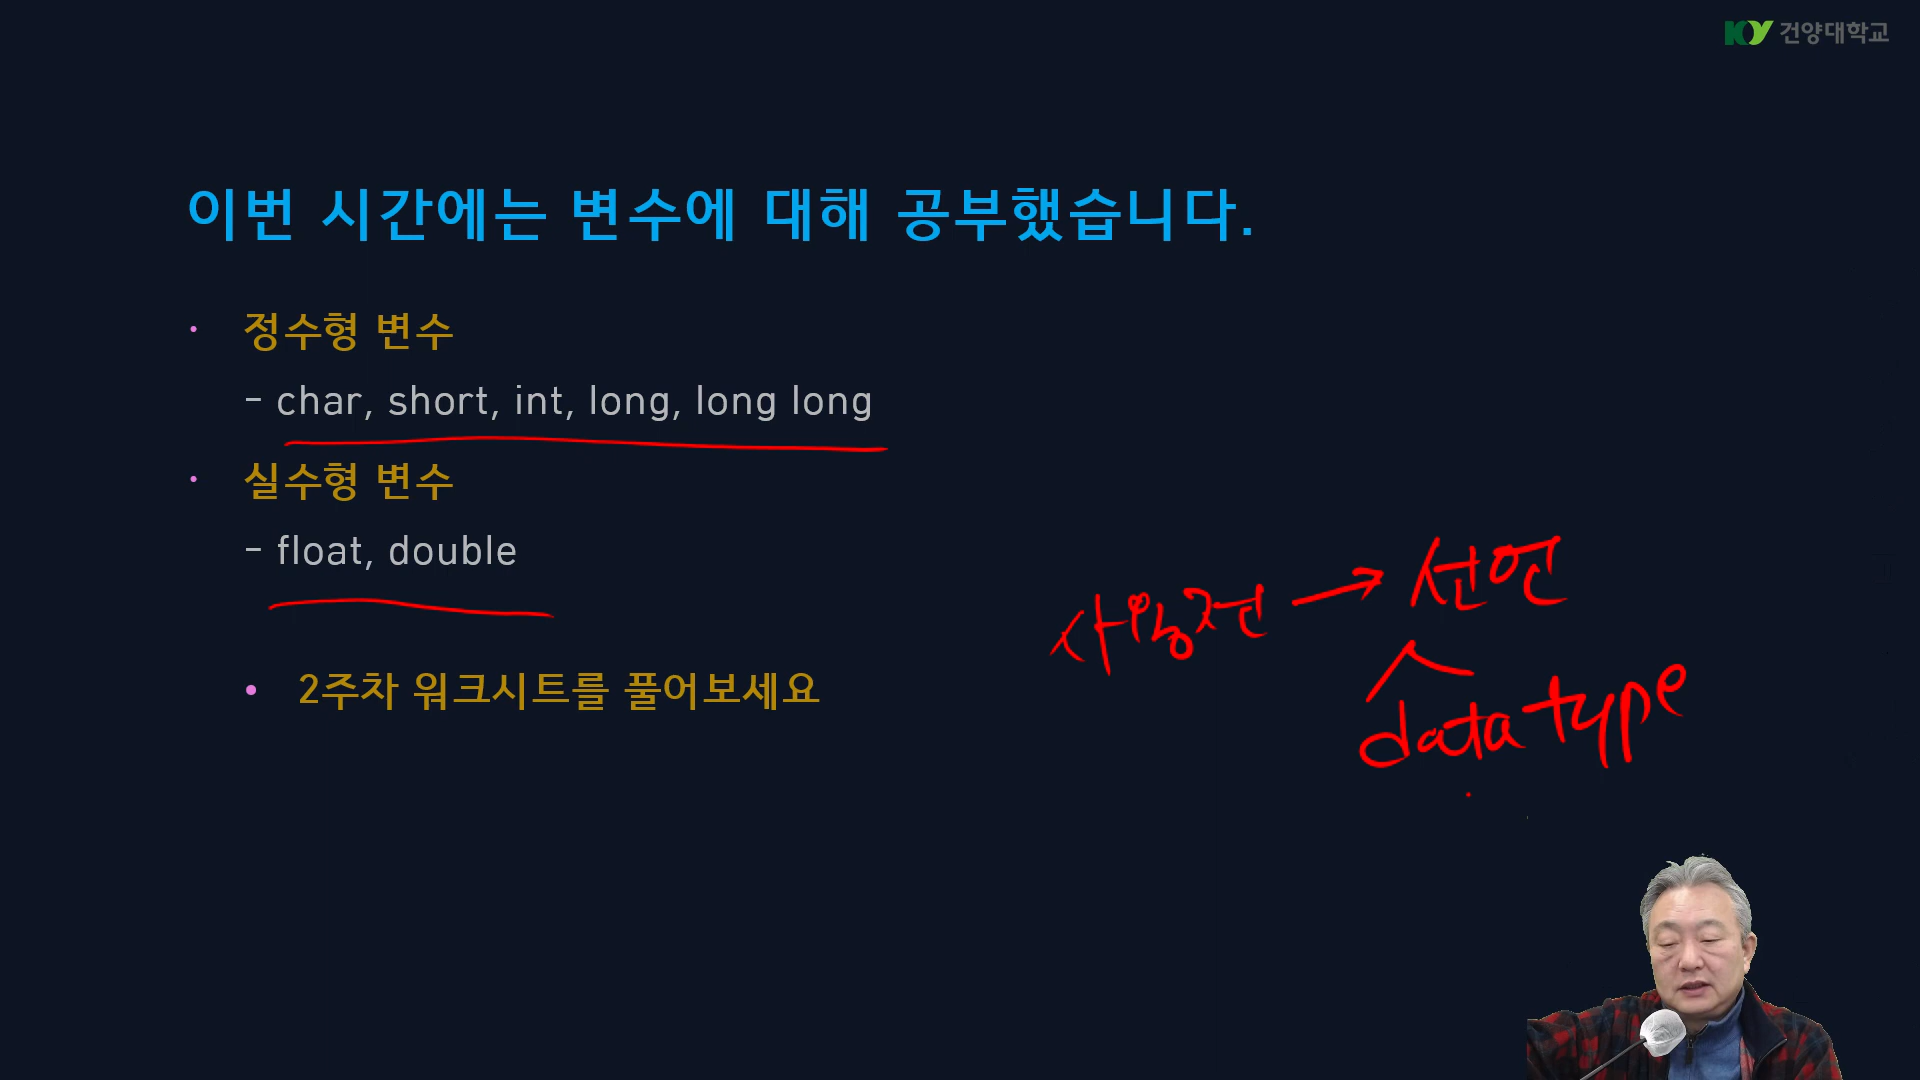 KY 건양대학교
이번 시간에는 변수에 대해 공부했습니다.
· 정수형 변수
- char, short, int, long, long long
· 실수형 변수
- float, double
사용전 → 선언
data type
• 2주차 워크시트를 풀어보세요